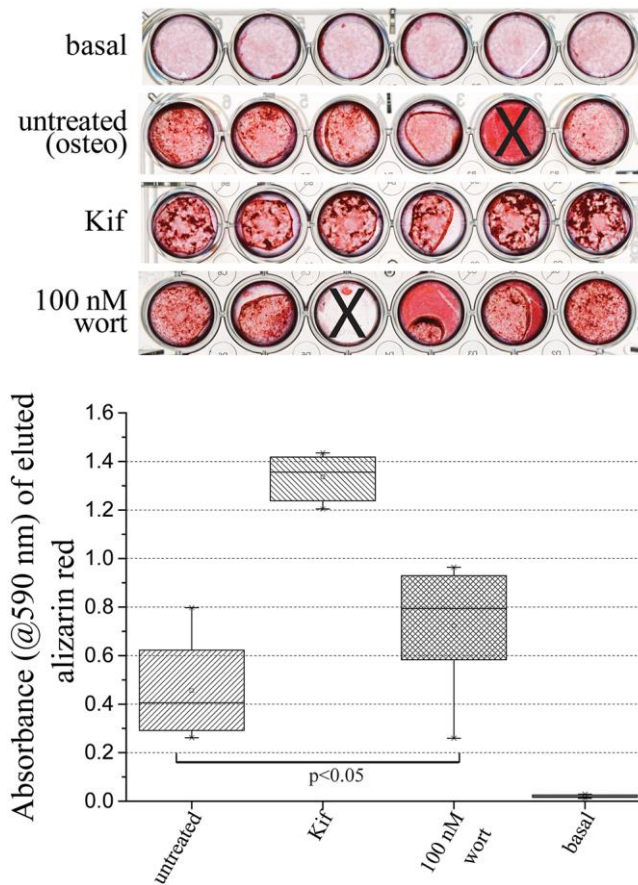 basal
untreated
(osteo)
X
Kif
100 nM
wort
X
Absorbance (@590 nm) of eluted
alizarin red
1.6
1.4
1.2
1.0
0.8
0.6
0.4
0.2
0.0
p<0.05
untreated
Kif
100 nM
wort
basal